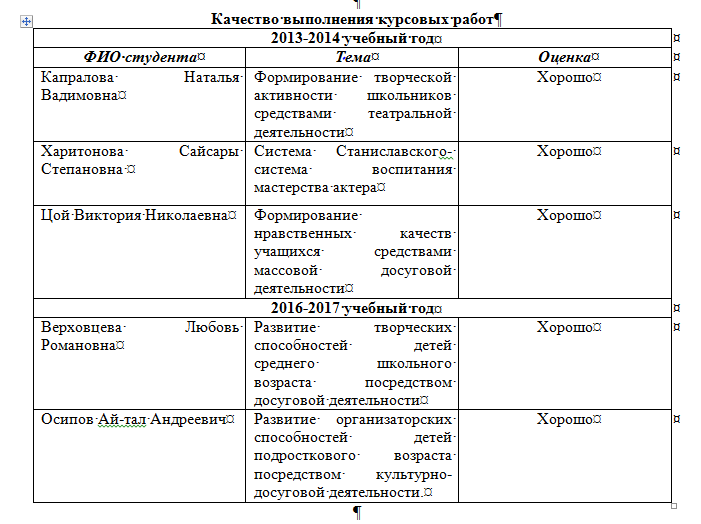 Качество выполнения курсовых работ
2013-2014 учебный год
ФИО студента Тема Оценка
Капралова Наталья
Вадимовна
Формирование творческой
активности школьников
средствами театральной
деятельности
Хорошо
Харитонова Сайсары
Степановна
Система Станиславского-
система воспитания
мастерства актера
Хорошо
Цой Виктория Николаевна
Формирование
нравственных качеств
учащихся средствами
массовой досуговой
деятельности
Хорошо
2016-2017 учебный год
Верховцева Любовь
Романовна
Развитие творческих
способностей детей
среднего школьного
возраста посредством
досуговой деятельности
Хорошо
Осипов Ай-тал Андреевич
Развитие организаторских
способностей детей
подросткового возраста
посредством культурно-
досуговой деятельности.
Хорошо